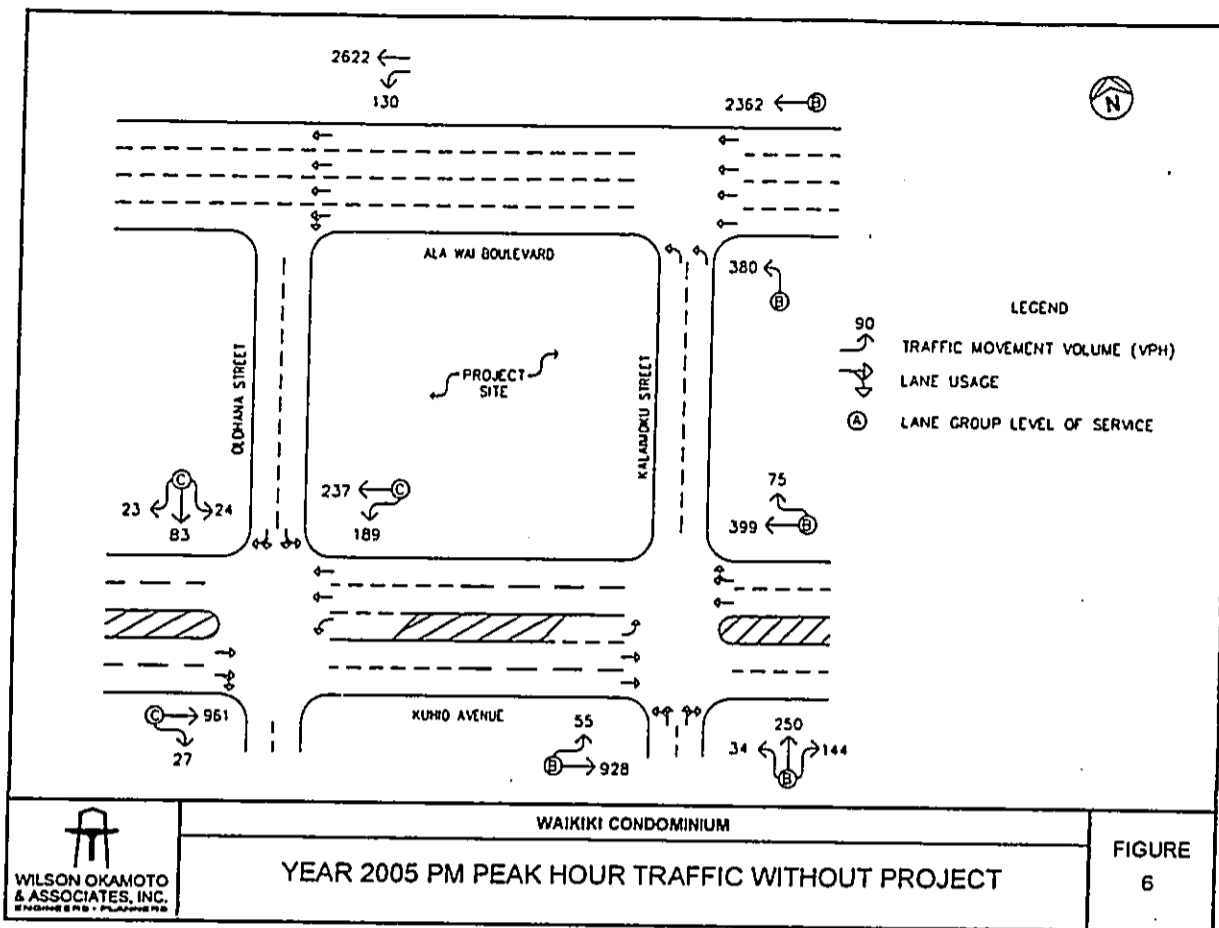 2622
130
2362 B
N
ALA WAI BOULEVARD
380
B
LEGEND
90
TRAFFIC MOVEMENT VOLUME (VPH)
LANE USAGE
A LANE GROUP LEVEL OF SERVICE
PROJECT
SITE
OLOHANA STREET
KALAIMOKU STREET
C
23 24
83
237 C
189
75
399 B
C 961
27
KUHIO AVENUE
55
B 928
250
34 144
B
WILSON OKAMOTO
& ASSOCIATES, INC.
ENGINEERS • PLANNERS
WAIKIKI CONDOMINIUM
YEAR 2005 PM PEAK HOUR TRAFFIC WITHOUT PROJECT
FIGURE
6